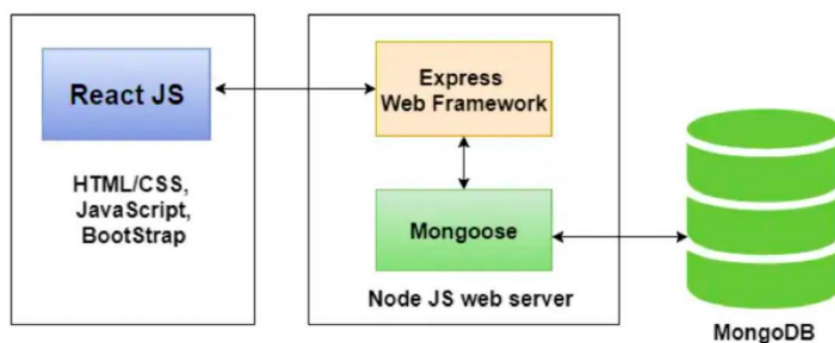 React JS
HTML/CSS,
JavaScript,
BootStrap
Express
Web Framework
Mongoose
Node JS web server
MongoDB